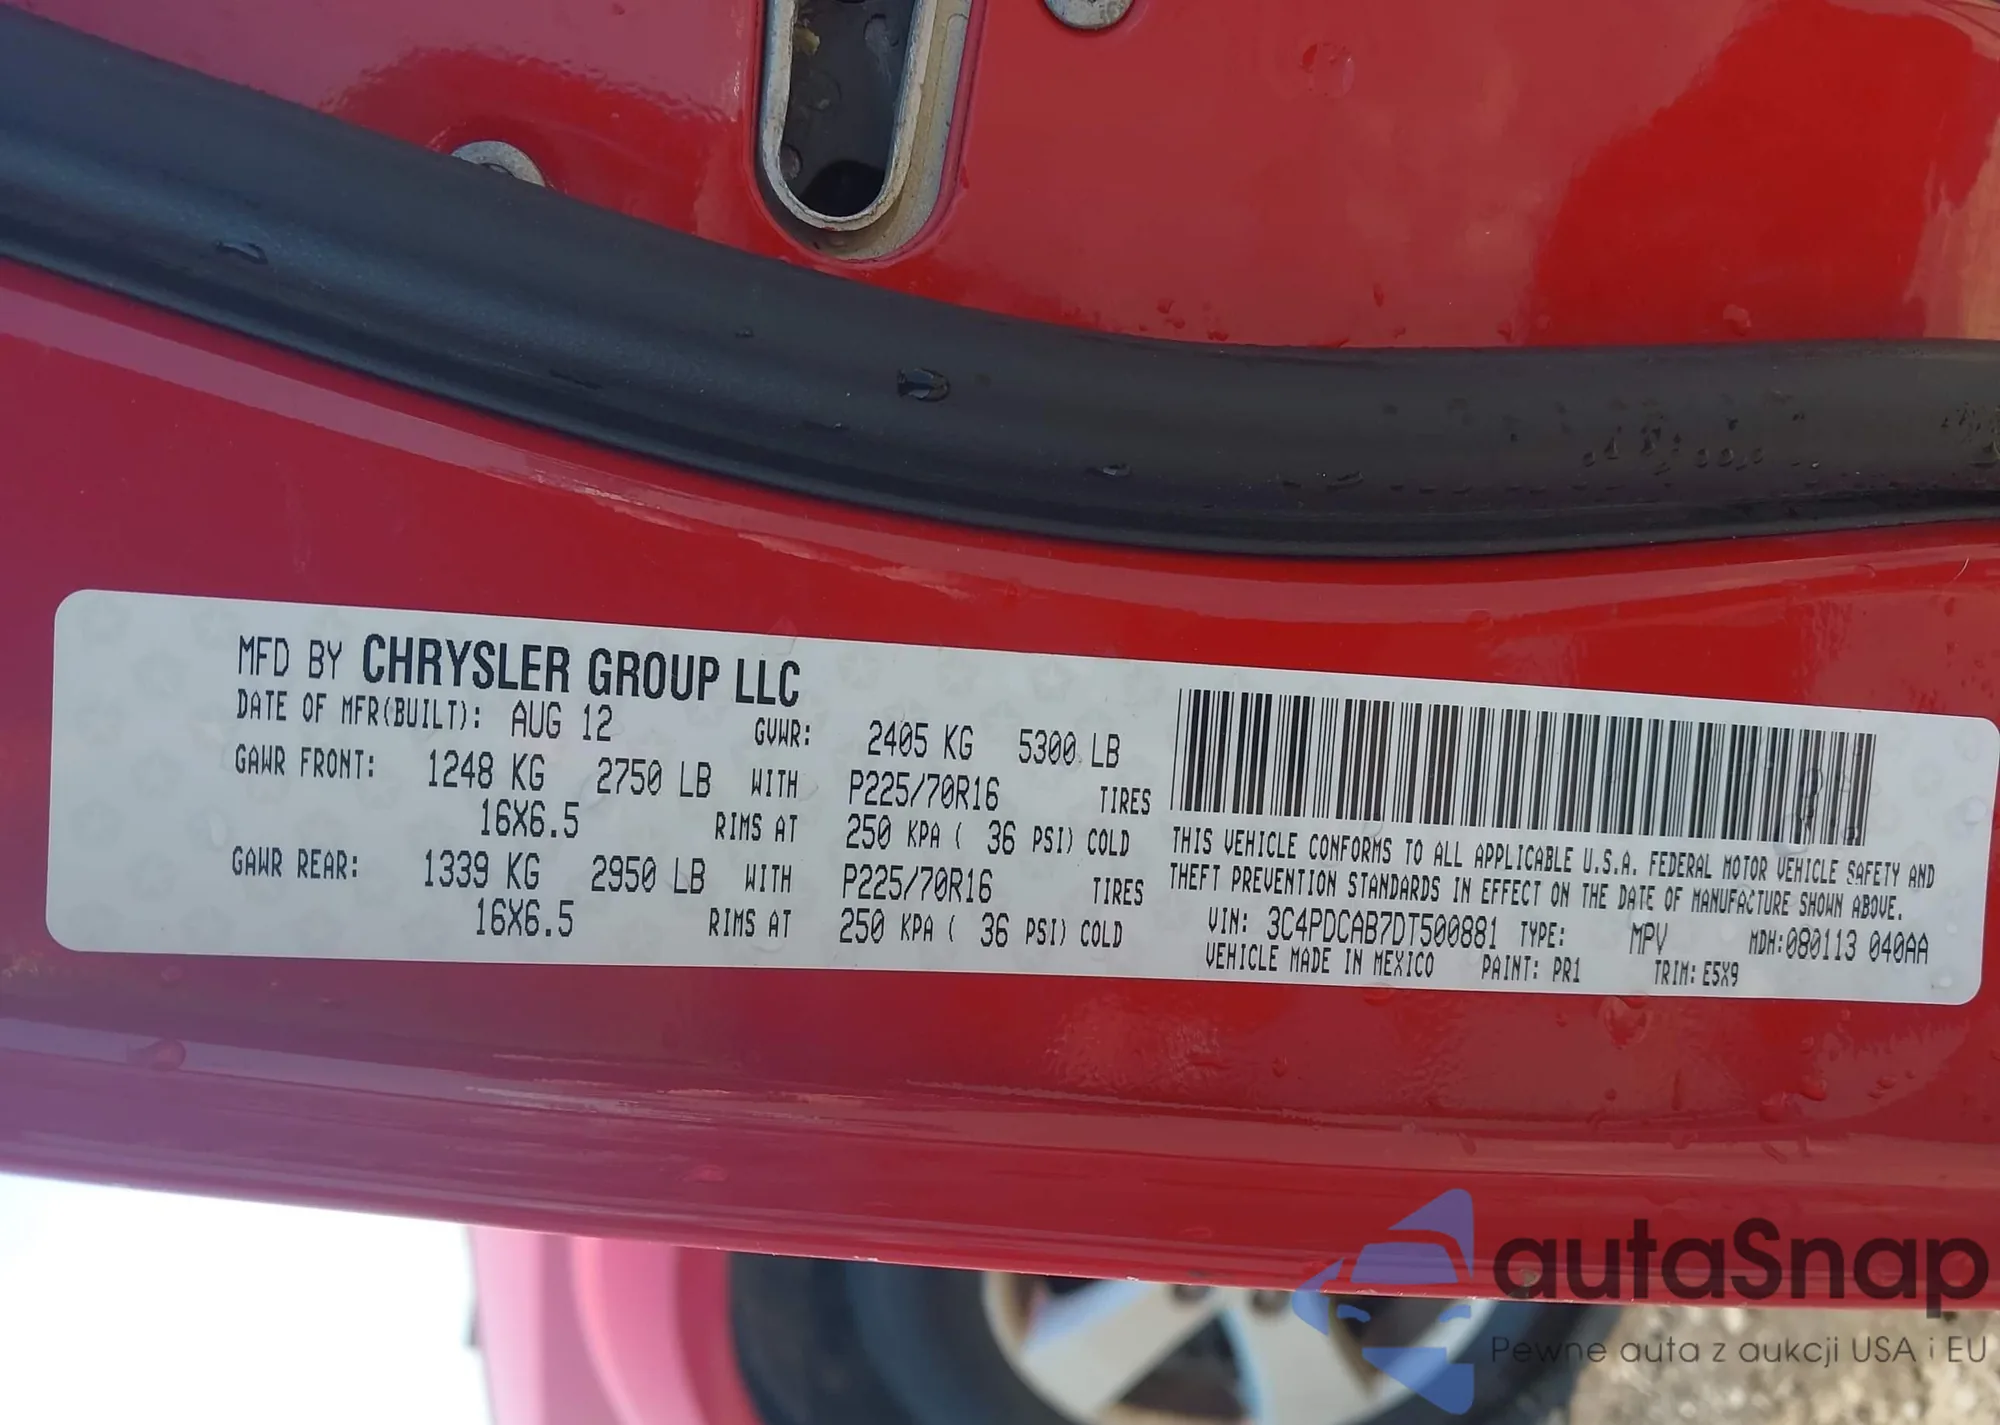 MFD BY CHRYSLER GROUP LLC
DATE OF MFR(BUILT): AUG 12 GVWR: 2405 KG 5300 LB
GAWR FRONT: 1248 KG 2750 LB WITH P225/70R16 TIRES
16X6.5 RIMS AT 250 KPA ( 36 PSI) COLD
GAWR REAR: 1339 KG 2950 LB WITH P225/70R16 TIRES
16X6.5 RIMS AT 250 KPA ( 36 PSI) COLD
THIS VEHICLE CONFORMS TO ALL APPLICABLE U.S.A. FEDERAL MOTOR VEHICLE SAFETY AND
THEFT PREVENTION STANDARDS IN EFFECT ON THE DATE OF MANUFACTURE SHOWN ABOVE.
VIN: 3C4PDCAB7DT500881 TYPE: MPV MDH:080113 040AA
VEHICLE MADE IN MEXICO PAINT: PR1 TRIM: E5X9
autaSnap
Pewne auta z aukcji USA i EU